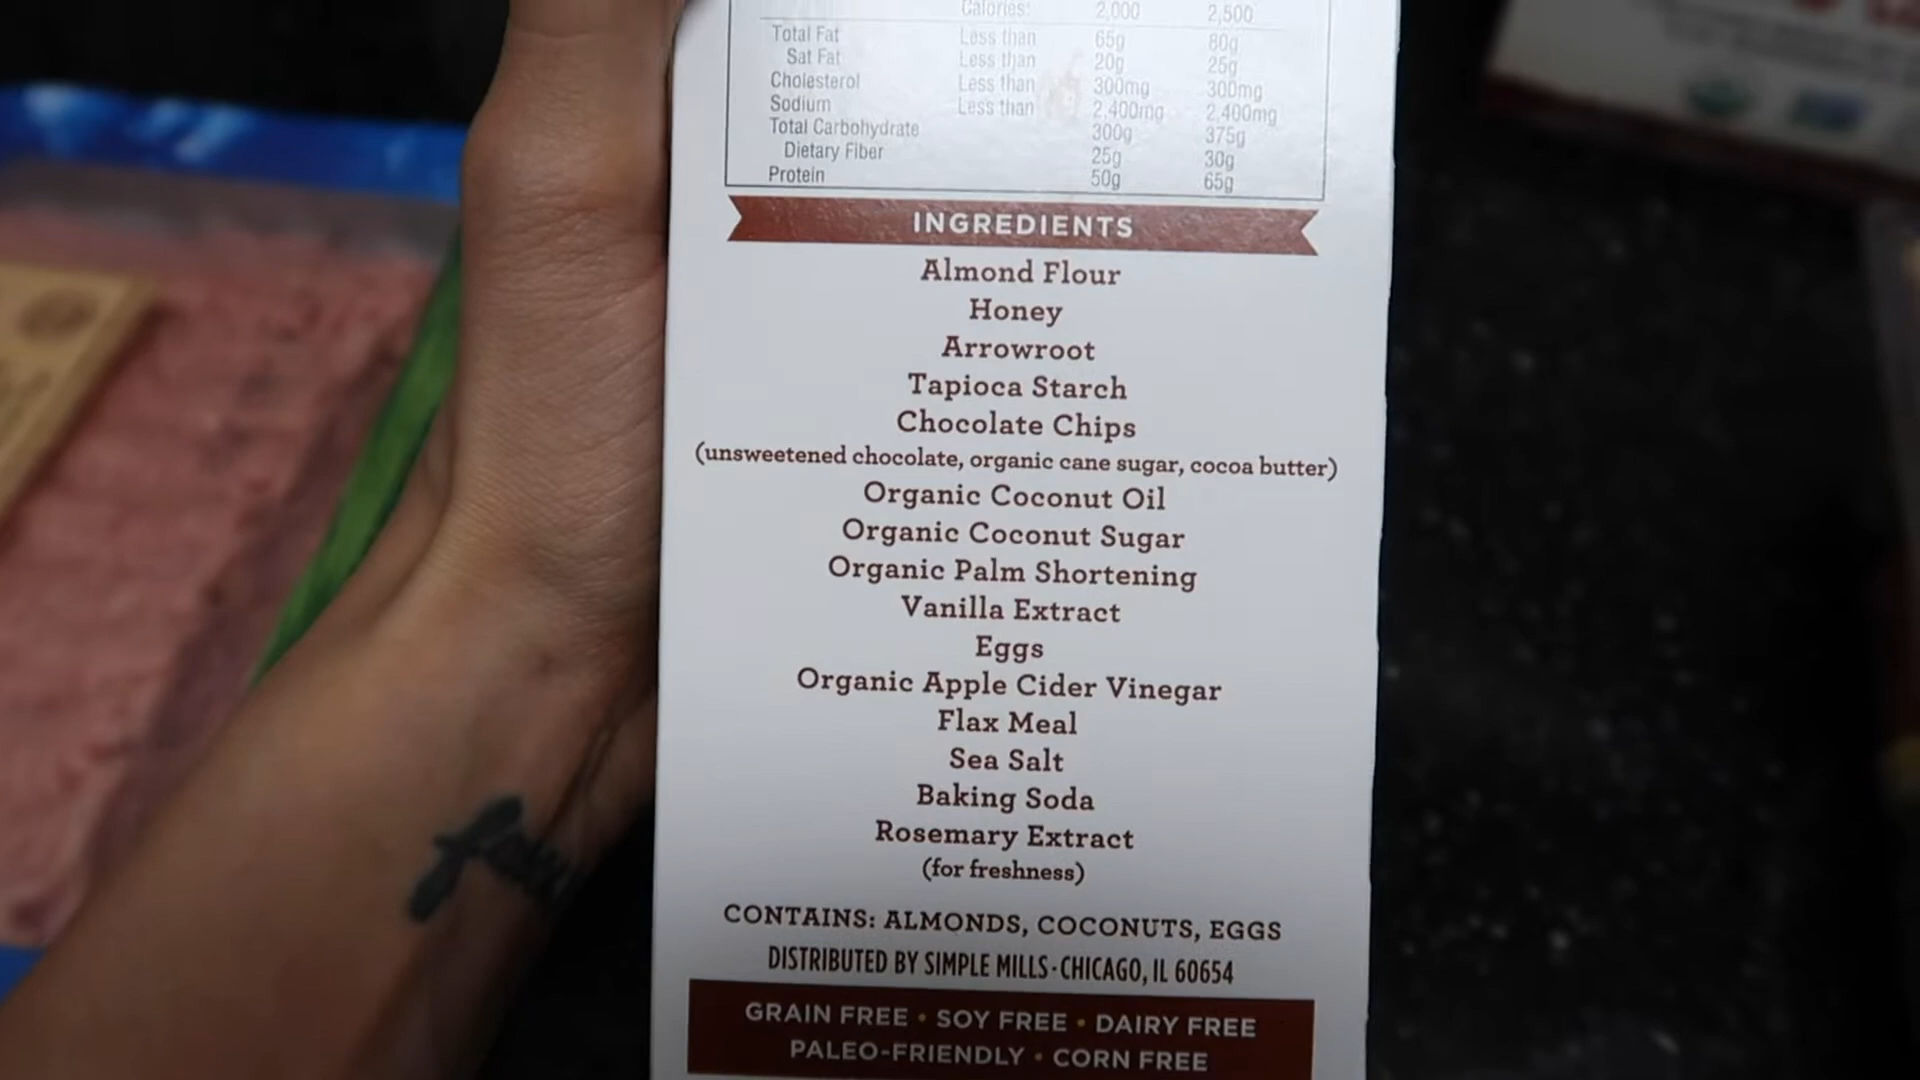 Calories: 2,000 2,500
Total Fat Less than 65g 80g
Sat Fat Less than 20g 25g
Cholesterol Less than 300mg 300mg
Sodium Less than 2,400mg 2,400mg
Total Carbohydrate 300g 375g
Dietary Fiber 25g 30g
Protein 50g 65g
INGREDIENTS
Almond Flour
Honey
Arrowroot
Tapioca Starch
Chocolate Chips
(unsweetened chocolate, organic cane sugar, cocoa butter)
Organic Coconut Oil
Organic Coconut Sugar
Organic Palm Shortening
Vanilla Extract
Eggs
Organic Apple Cider Vinegar
Flax Meal
Sea Salt
Baking Soda
Rosemary Extract
(for freshness)
CONTAINS: ALMONDS, COCONUTS, EGGS
DISTRIBUTED BY SIMPLE MILLS · CHICAGO, IL 60654
GRAIN FREE • SOY FREE • DAIRY FREE
PALEO-FRIENDLY • CORN FREE